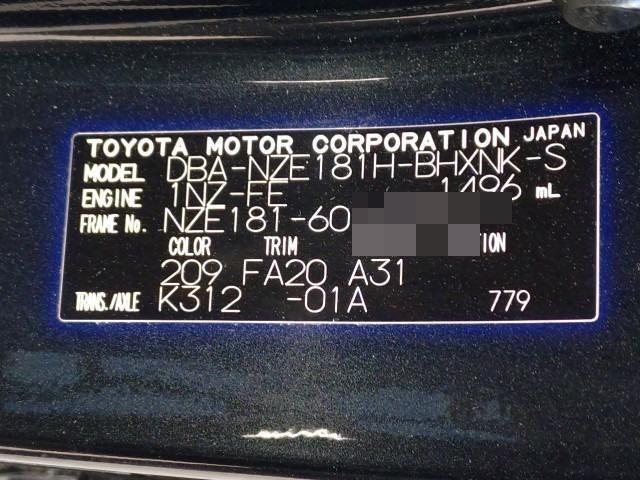 TOYOTA MOTOR CORPORATION JAPAN
MODEL DBA-NZE181H-BHXNK-S
ENGINE 1NZ-FE 1496 mL
FRAME No. NZE181-60
COLOR TRIM
209 FA20 A31
TRANS./AXLE K312 -01A 779